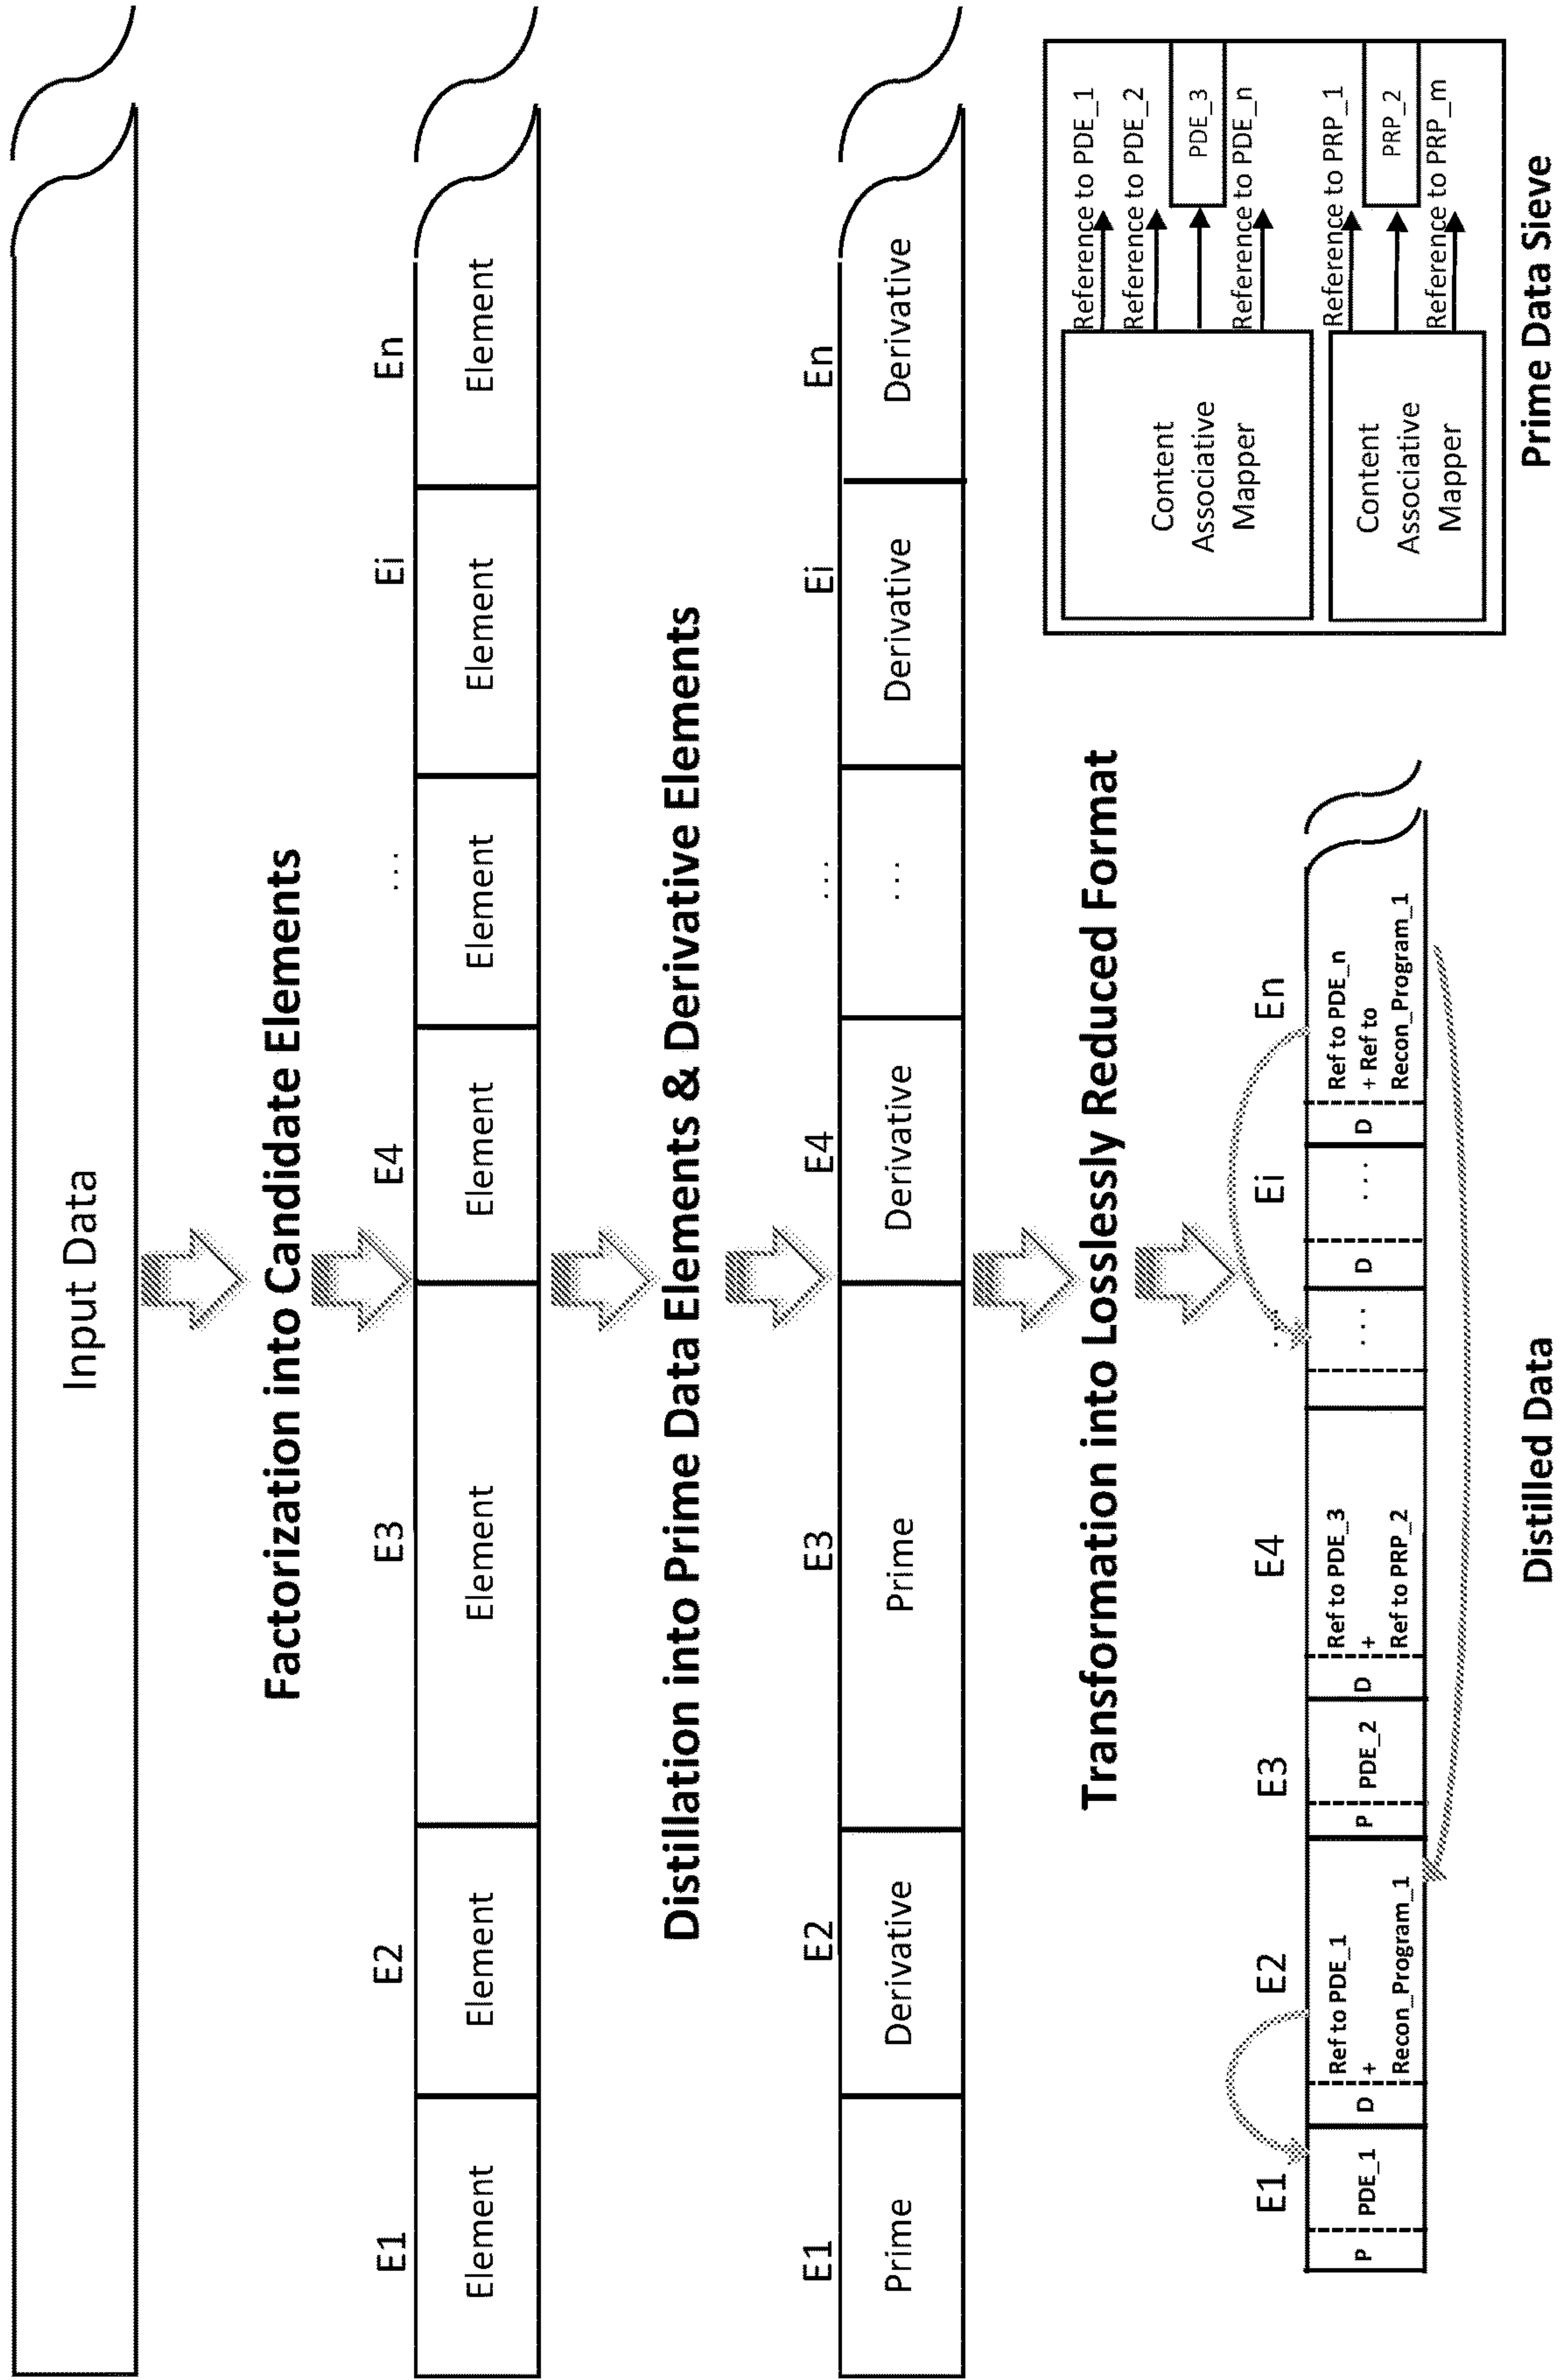 Input Data
Factorization into Candidate Elements
E1
E2
E3
E4
...
Ei
En
Element
Element
Element
Element
Element
Element
Element
Distillation into Prime Data Elements & Derivative Elements
E1
E2
E3
E4
...
Ei
En
Prime
Derivative
Prime
Derivative
...
Derivative
Derivative
Transformation into Losslessly Reduced Format
E1
E2
E3
E4
..
Ei
En
P
PDE_1
D
Ref to PDE_1
+
Recon_Program_1
P
PDE_2
D
Ref to PDE_3
+
Ref to PRP_2
...
D
...
D
Ref to PDE_n
+ Ref to
Recon_Program_1
Distilled Data
Content
Associative
Mapper
Reference to PDE_1
Reference to PDE_2
PDE_3
Reference to PDE_n
Content
Associative
Mapper
Reference to PRP_1
PRP_2
Reference to PRP_m
Prime Data Sieve